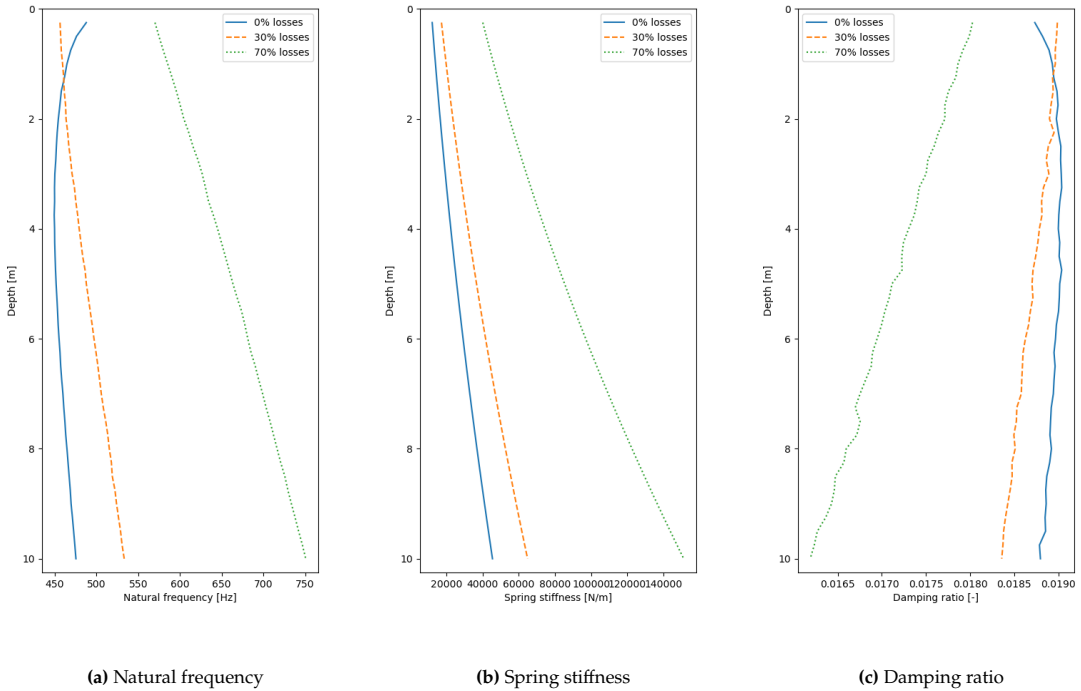 0
2
4
6
8
10
Depth [m]
0% losses
30% losses
70% losses
450 500 550 600 650 700 750
Natural frequency [Hz]
(a) Natural frequency
0
2
4
6
8
10
Depth [m]
0% losses
30% losses
70% losses
20000 40000 60000 80000 100000 120000 140000
Spring stiffness [N/m]
(b) Spring stiffness
0
2
4
6
8
10
Depth [m]
0% losses
30% losses
70% losses
0.0165 0.0170 0.0175 0.0180 0.0185 0.0190
Damping ratio [-]
(c) Damping ratio